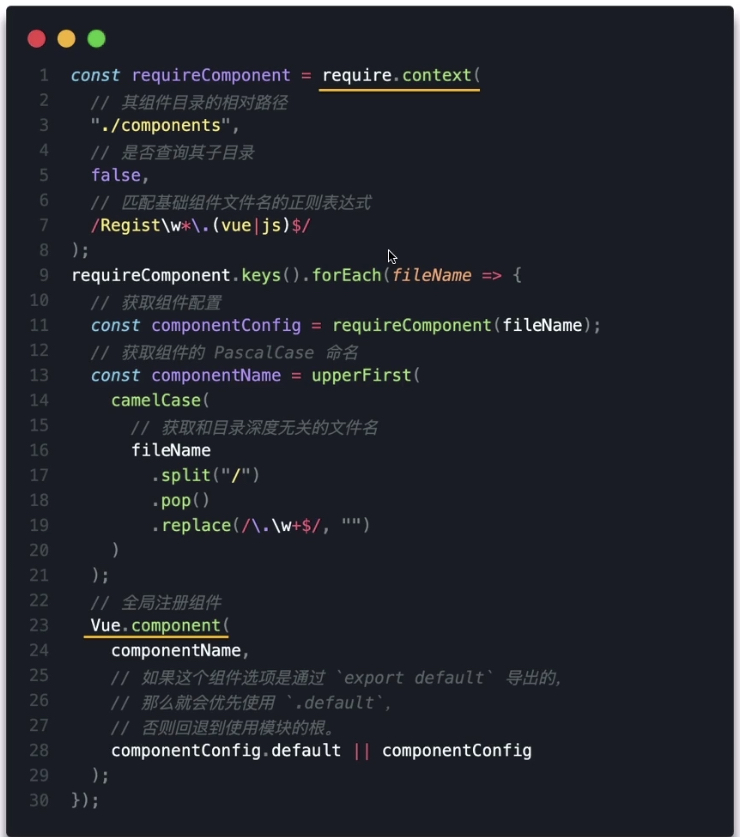 1 const requireComponent = require.context(
2 // 其组件目录的相对路径
3 "./components",
4 // 是否查询其子目录
5 false,
6 // 匹配基础组件文件名的正则表达式
7 /Regist\w*\.(vue|js)$/
8 );
9 requireComponent.keys().forEach(fileName => {
10 // 获取组件配置
11 const componentConfig = requireComponent(fileName);
12 // 获取组件的 PascalCase 命名
13 const componentName = upperFirst(
14 camelCase(
15 // 获取和目录深度无关的文件名
16 fileName
17 .split("/")
18 .pop()
19 .replace(/\.\w+$/, "")
20 )
21 );
22 // 全局注册组件
23 Vue.component(
24 componentName,
25 // 如果这个组件选项是通过 `export default` 导出的,
26 // 那么就会优先使用 `.default`,
27 // 否则回退到使用模块的根。
28 componentConfig.default || componentConfig
29 );
30 });